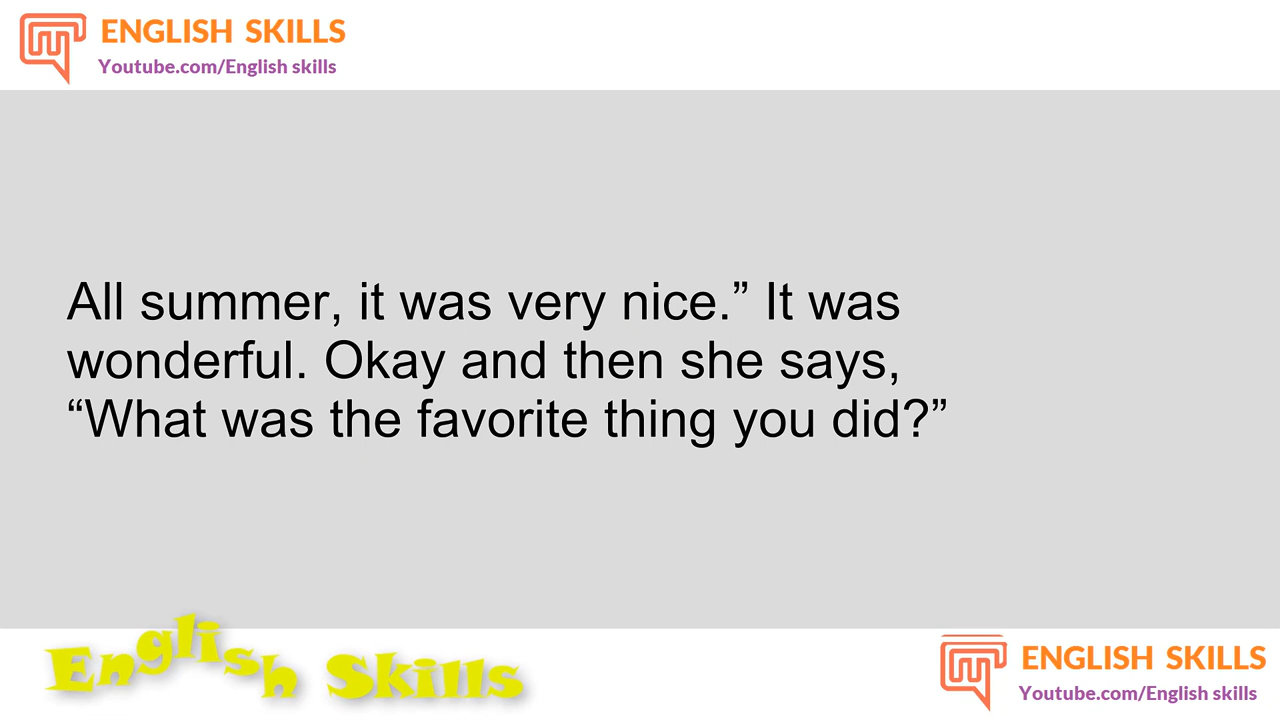 ENGLISH SKILLS
Youtube.com/English skills
All summer, it was very nice.” It was
wonderful. Okay and then she says,
“What was the favorite thing you did?”
English Skills
ENGLISH SKILLS
Youtube.com/English skills